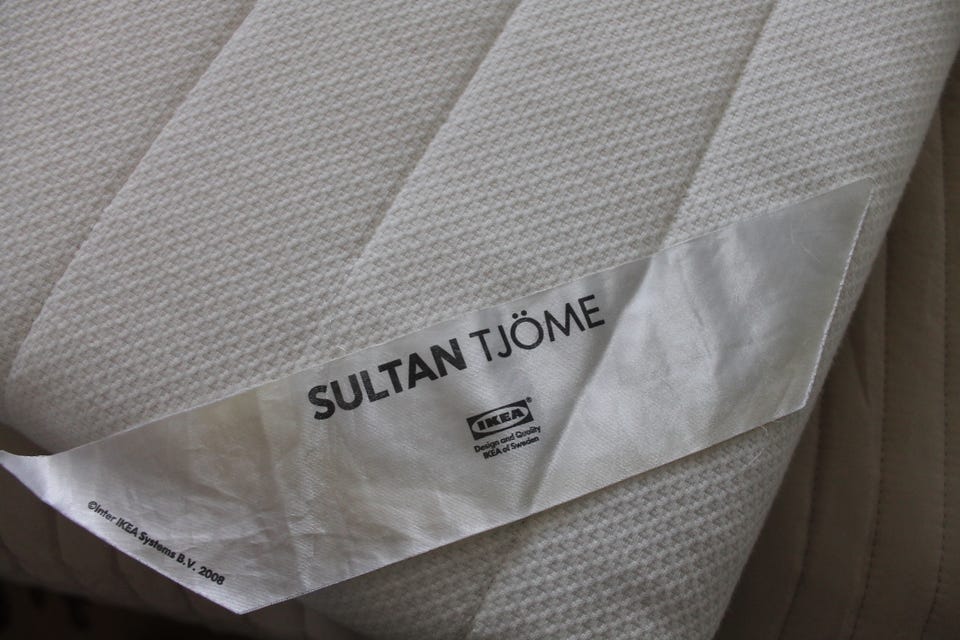 SULTAN TJÖME
IKEA®
Design and Quality
IKEA of Sweden
©Inter IKEA Systems B.V. 2008